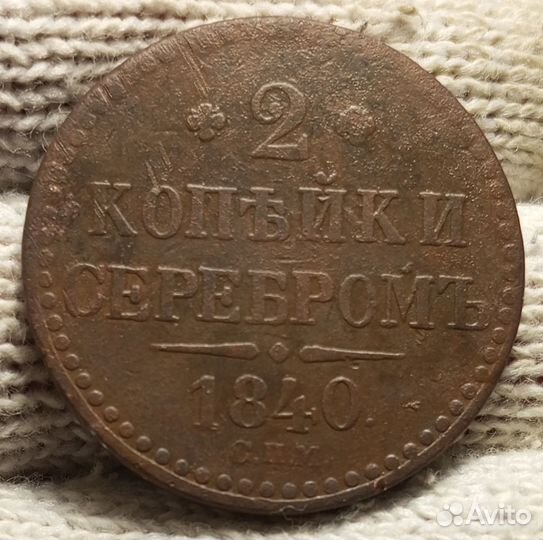 2
КОПѢЙКИ
СЕРЕБРОМЪ
1840.
С.П.М.
Avito